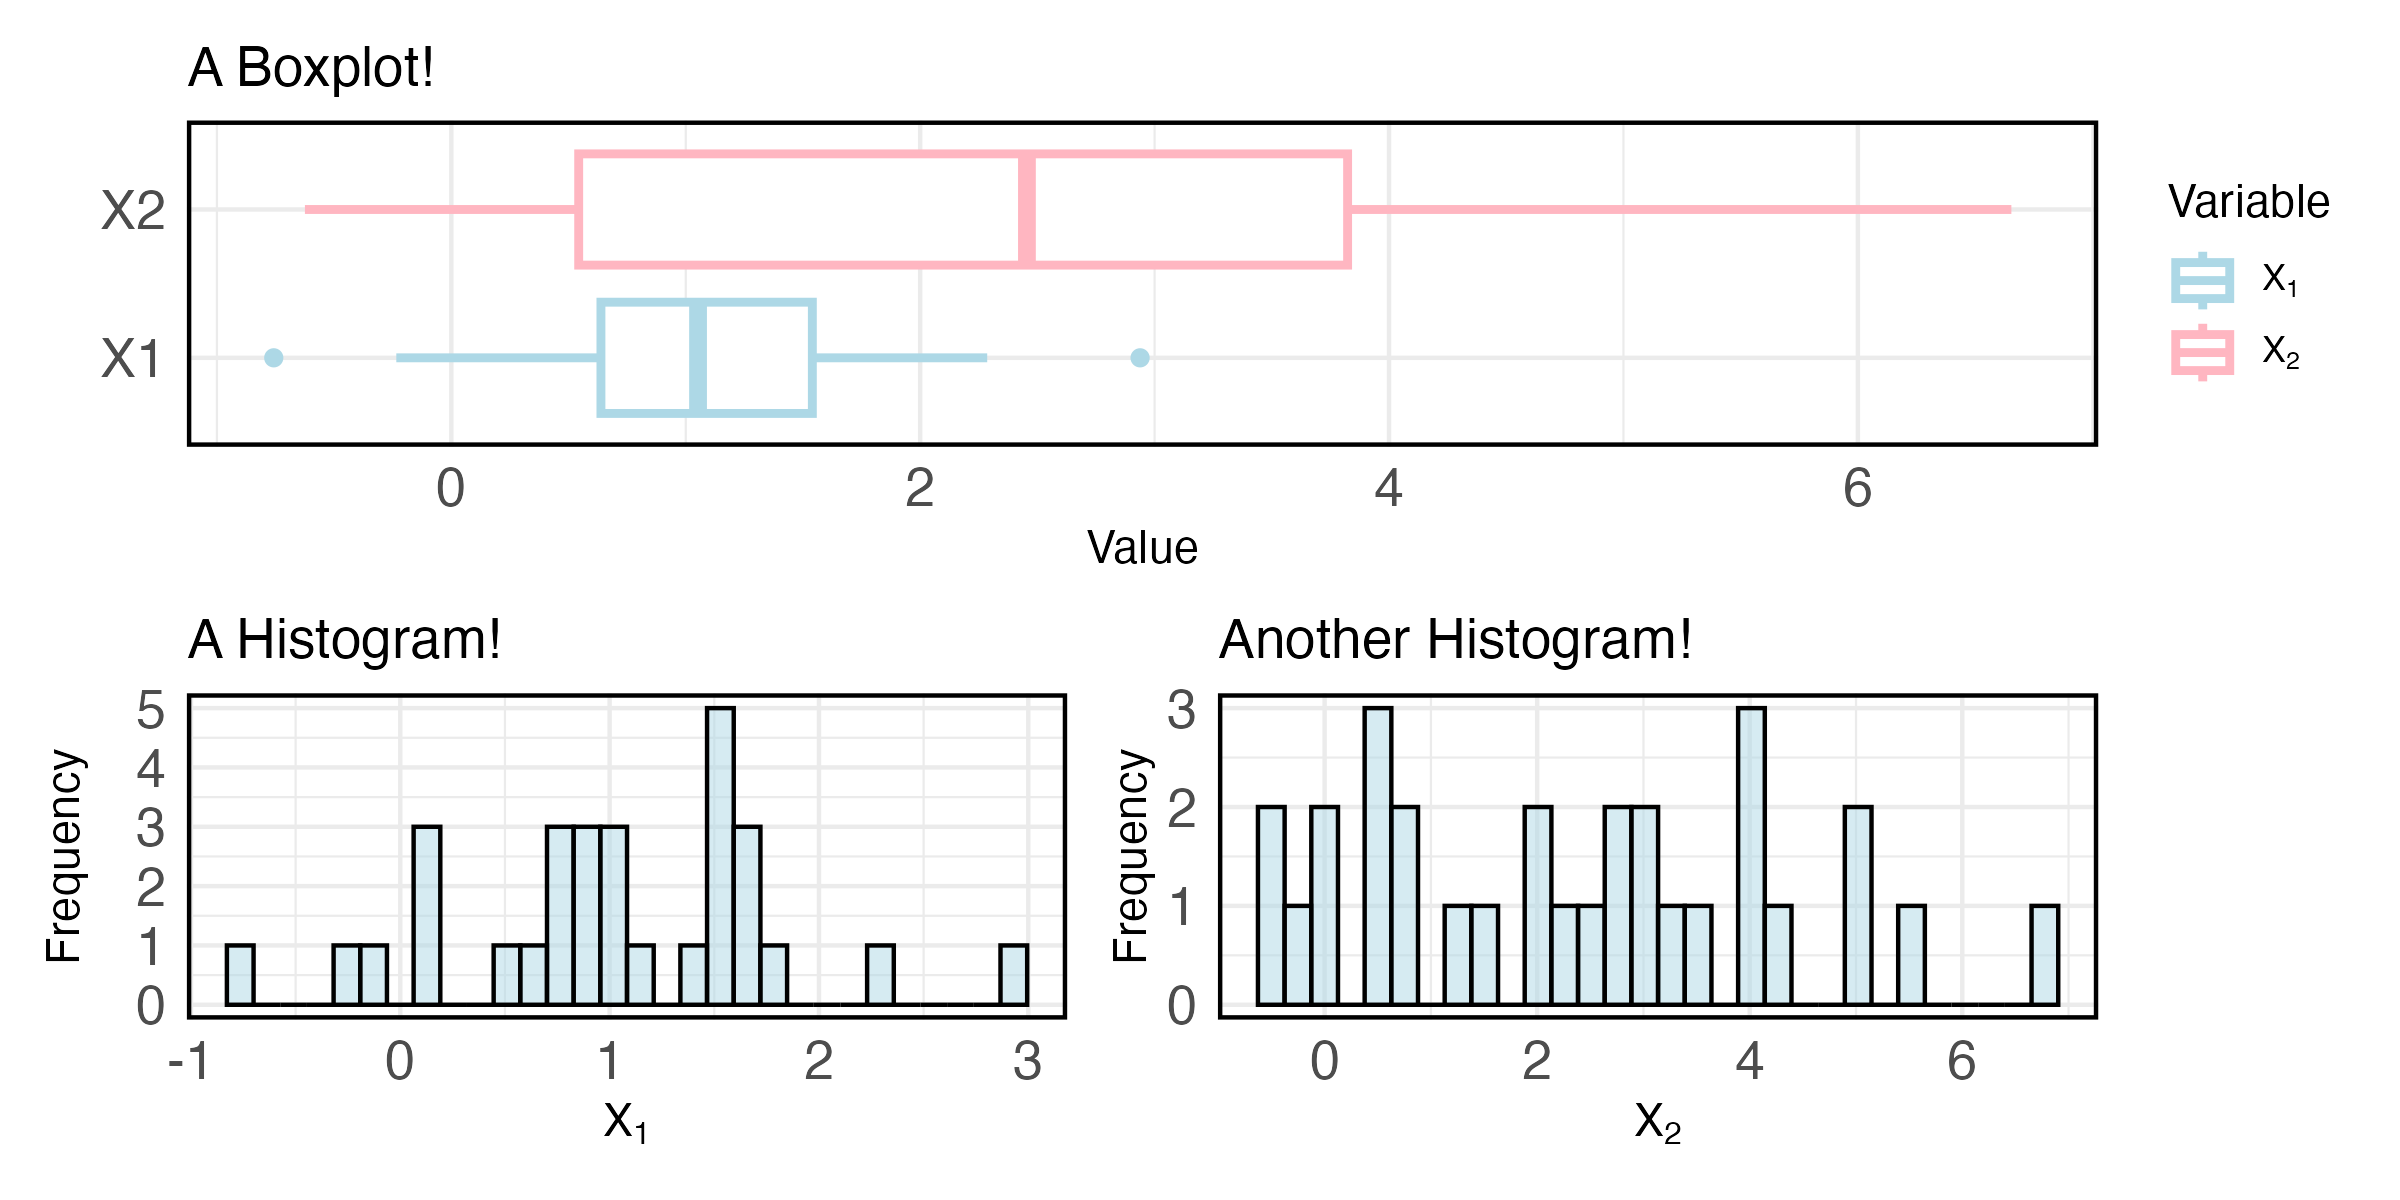 A Boxplot!
X2
X1
0 2 4 6
Value
Variable
X₁
X₂
A Histogram!
5
4
3
2
1
0
Frequency
-1 0 1 2 3
X₁
Another Histogram!
3
2
1
0
Frequency
0 2 4 6
X₂